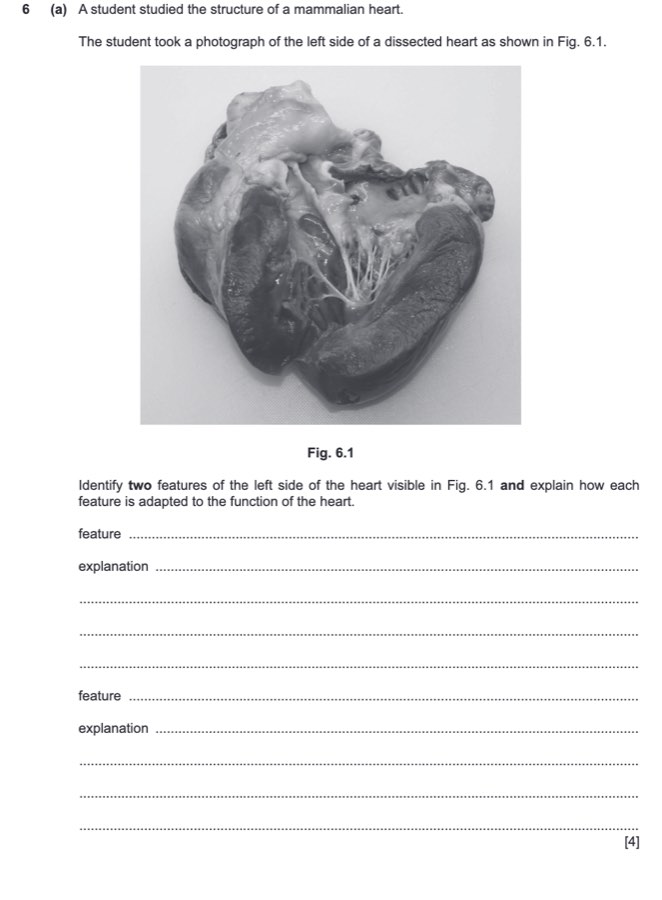 6 (a) A student studied the structure of a mammalian heart.
The student took a photograph of the left side of a dissected heart as shown in Fig. 6.1.
Fig. 6.1
Identify two features of the left side of the heart visible in Fig. 6.1 and explain how each
feature is adapted to the function of the heart.
feature
explanation
feature
explanation
[4]